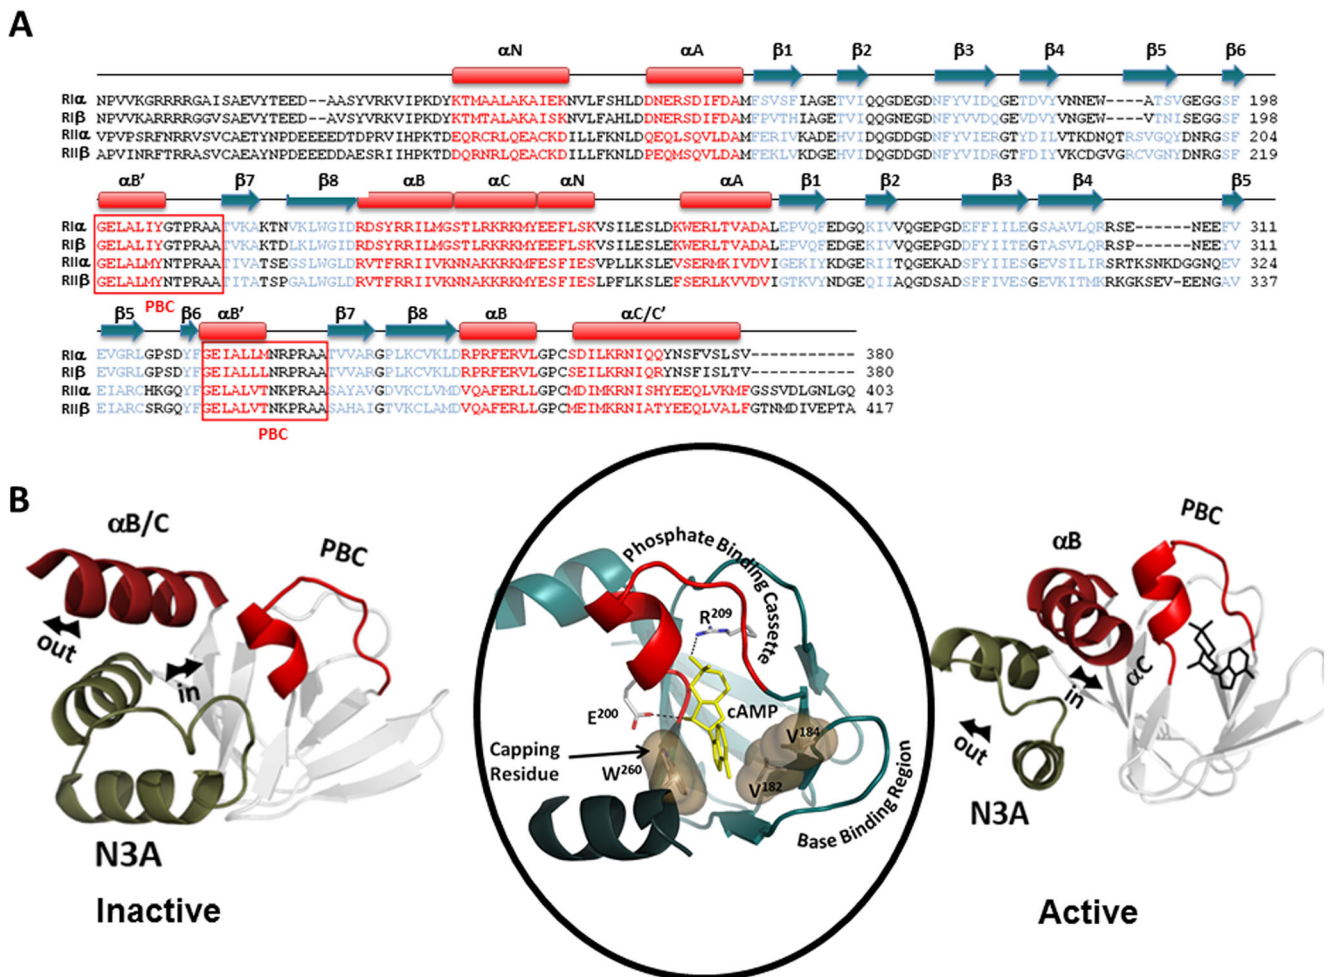 A
αN αA β1 β2 β3 β4 β5 β6
RIα NPVVKGRRRRGAISAEVYTEED--AASYVRKVIPKDYKTMAALAKAIEKNVLFSHLDDNERSDIFDAMFSVSFIAGETVIQQGDEGDNFYVIDQGETDVYVNNEW----ATSVGEGGSF 198
RIβ NPVVKARRRRGGVSAEVYTEED--AVSYVRKVIPKDYKTMTALAKAISKNVLFAHLDDNERSDIFDAMFPVTHIAGETVIQQGNEGDNFYVVDQGEVDVYVNGEW----VTNISEGGSF 198
RIIα VPVPSRFNRRVSVCAETYNPDEEEEDTDPRVIHPKTDEQRCRLQEACKDILLFKNLDQEQLSQVLDAMFERIVKADEHVIDQGDDGDNFYVIERGTYDILVTKDNQTRSVGQYDNRGSF 204
RIIβ APVINRFTRRASVCAEAYNPDEEEDDAESRIIHPKTDDQRNRLQEACKDILLFKNLDPEQMSQVLDAMFEKLVKDGEHVIDQGDDGDNFYVIDRGTFDIYVKCDGVGRCVGNYDNRGSF 219
αB' β7 β8 αB αC αN αA β1 β2 β3 β4 β5
RIα GELALIYGTPRAATVKAKTNVKLWGIDRDSYRRILMGSTLRKRKMYEEFLSKVSILESLDKWERLTVADALEPVQFEDGQKIVVQGEPGDEFFIILEGSAAVLQRRSE------NEEFV 311
RIβ GELALIYGTPRAATVKAKTDLKLWGIDRDSYRRILMGSTLRKRKMYEEFLSKVSILESLEKWERLTVADALEPVQFEDGEKIVVQGEPGDDFYIITEGTASVLQRRSP------NEEYV 311
RIIα GELALMYNTPRAATIVATSEGSLWGLDRVTFRRIIVKNNAKKRKMFESFIESVPLLKSLEVSERMKIVDVIGEKIYKDGERIITQGEKADSFYIIESGEVSILIRSRTKSNKDGGNQEV 324
RIIβ GELALMYNTPRAATITATSPGALWGLDRVTFRRIIVKNNAKKRKMYESFIESLPFLKSLEFSERLKVVDVIGTKVYNDGEQIIAQGDSADSFFIVESGEVKITMKRKGKSEV-EENGAV 337
PBC
β5 β6 αB' β7 β8 αB αC/C'
RIα EVGRLGPSDYFGEIALLMNRPRAATVVARGPLKCVKLDRPRFERVLGPCSDILKRNIQQYNSFVSLSV----------- 380
RIβ EVGRLGPSDYFGEIALLLNRPRAATVVARGPLKCVKLDRPRFERVLGPCSEILKRNIQRYNSFISLTV----------- 380
RIIα EIARCHKGQYFGELALVTNKPRAASAYAVGDVKCLVMDVQAFERLLGPCMDIMKRNISHYEEQLVKMFGSSVDLGNLGQ 403
RIIβ EIARCSRGQYFGELALVTNKPRAASAHAIGTVKCLAMDVQAFERLLGPCMEIMKRNIATYEEQLVALFGTNMDIVEPTA 417
PBC
B
αB/C
PBC
out
in
N3A
Inactive
Phosphate Binding Cassette
R209
cAMP
E200
Capping
Residue
W260
V184
V182
Base Binding Region
PBC
αB
αC
in
out
N3A
Active